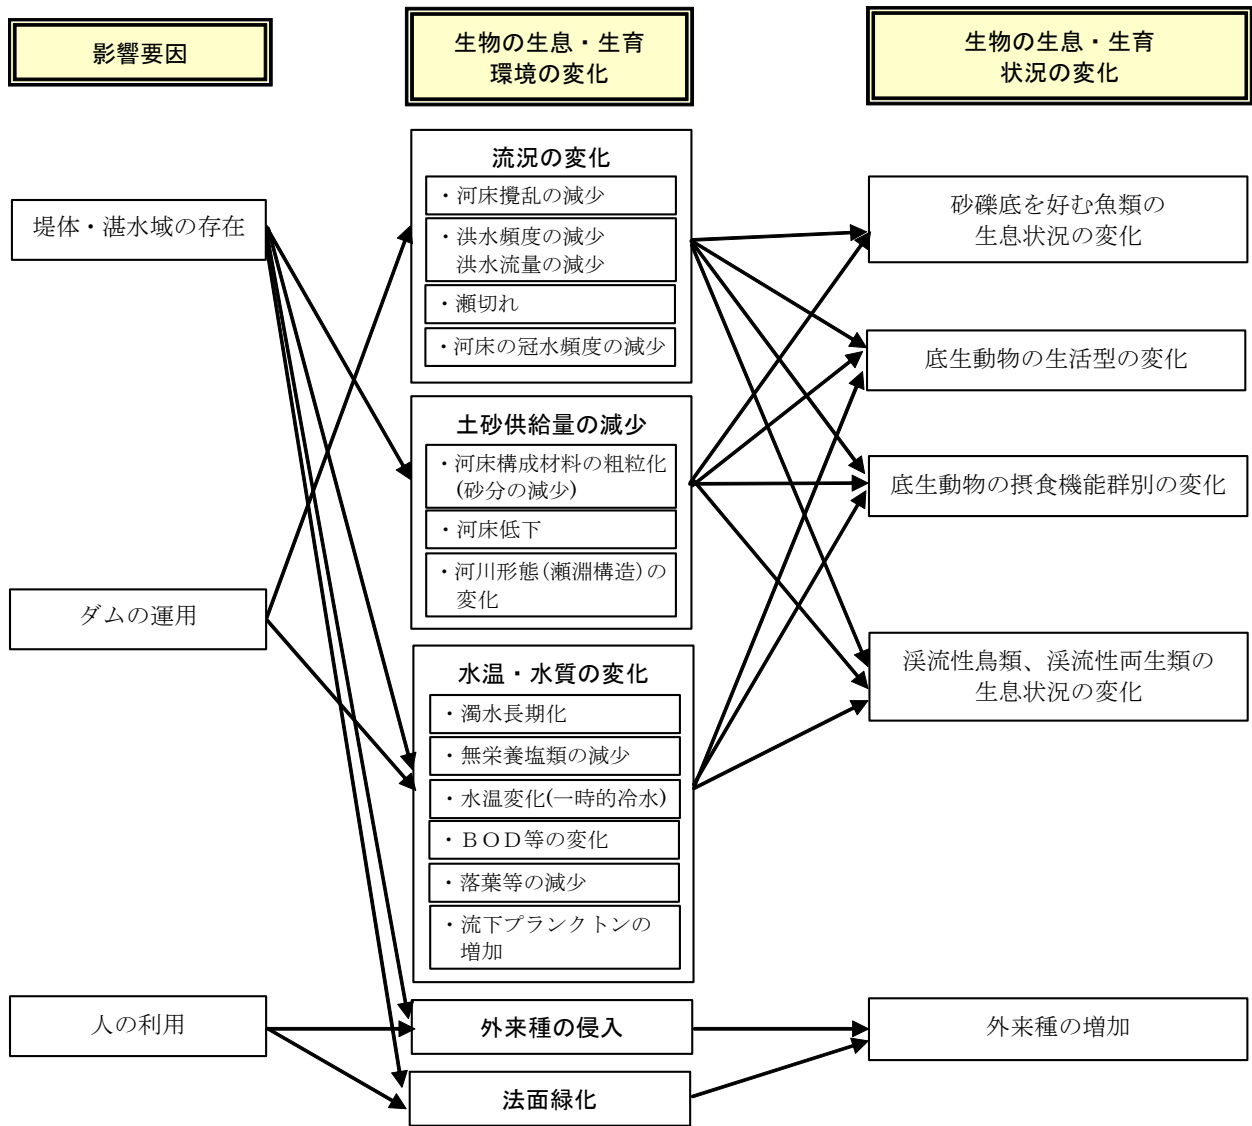 影響要因
生物の生息・生育
環境の変化
生物の生息・生育
状況の変化
堤体・湛水域の存在
ダムの運用
人の利用
流況の変化
・河床攪乱の減少
・洪水頻度の減少
洪水流量の減少
・瀬切れ
・河床の冠水頻度の減少
土砂供給量の減少
・河床構成材料の粗粒化
(砂分の減少)
・河床低下
・河川形態(瀬淵構造)の
変化
水温・水質の変化
・濁水長期化
・無栄養塩類の減少
・水温変化(一時的冷水)
・ＢＯＤ等の変化
・落葉等の減少
・流下プランクトンの
増加
外来種の侵入
法面緑化
砂礫底を好む魚類の
生息状況の変化
底生動物の生活型の変化
底生動物の摂食機能群別の変化
渓流性鳥類、渓流性両生類の
生息状況の変化
外来種の増加